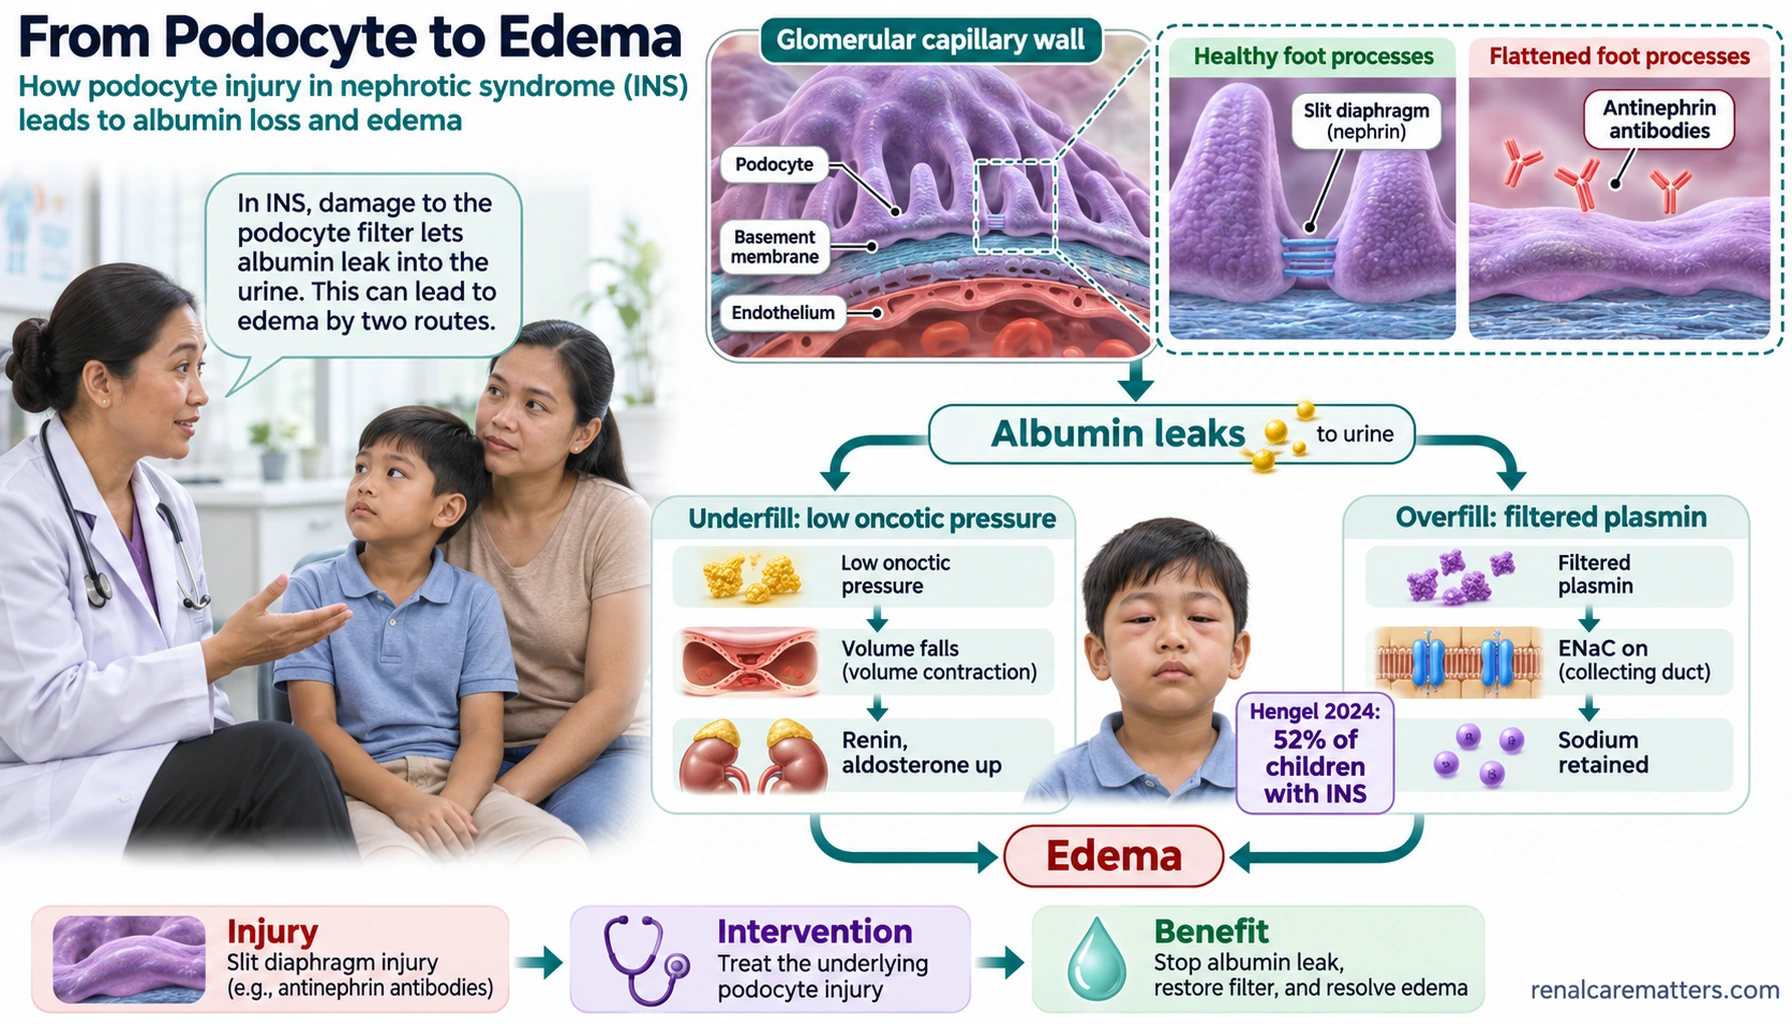 From Podocyte to Edema
How podocyte injury in nephrotic syndrome (INS)
leads to albumin loss and edema
In INS, damage to the
podocyte filter lets
albumin leak into the
urine. This can lead to
edema by two routes.
Glomerular capillary wall
Podocyte
Basement
membrane
Endothelium
Healthy foot processes
Slit diaphragm
(nephrin)
Flattened foot processes
Antinephrin
antibodies
Albumin leaks to urine
Underfill: low oncotic pressure
Low onoctic
pressure
Volume falls
(volume contraction)
Renin,
aldosterone up
Overfill: filtered plasmin
Filtered
plasmin
ENaC on
(collecting duct)
Sodium
retained
Hengel 2024:
52% of
children
with INS
Edema
Injury
Slit diaphragm injury
(e.g., antinephrin antibodies)
Intervention
Treat the underlying
podocyte injury
Benefit
Stop albumin leak,
restore filter, and resolve edema
renalcarematters.com